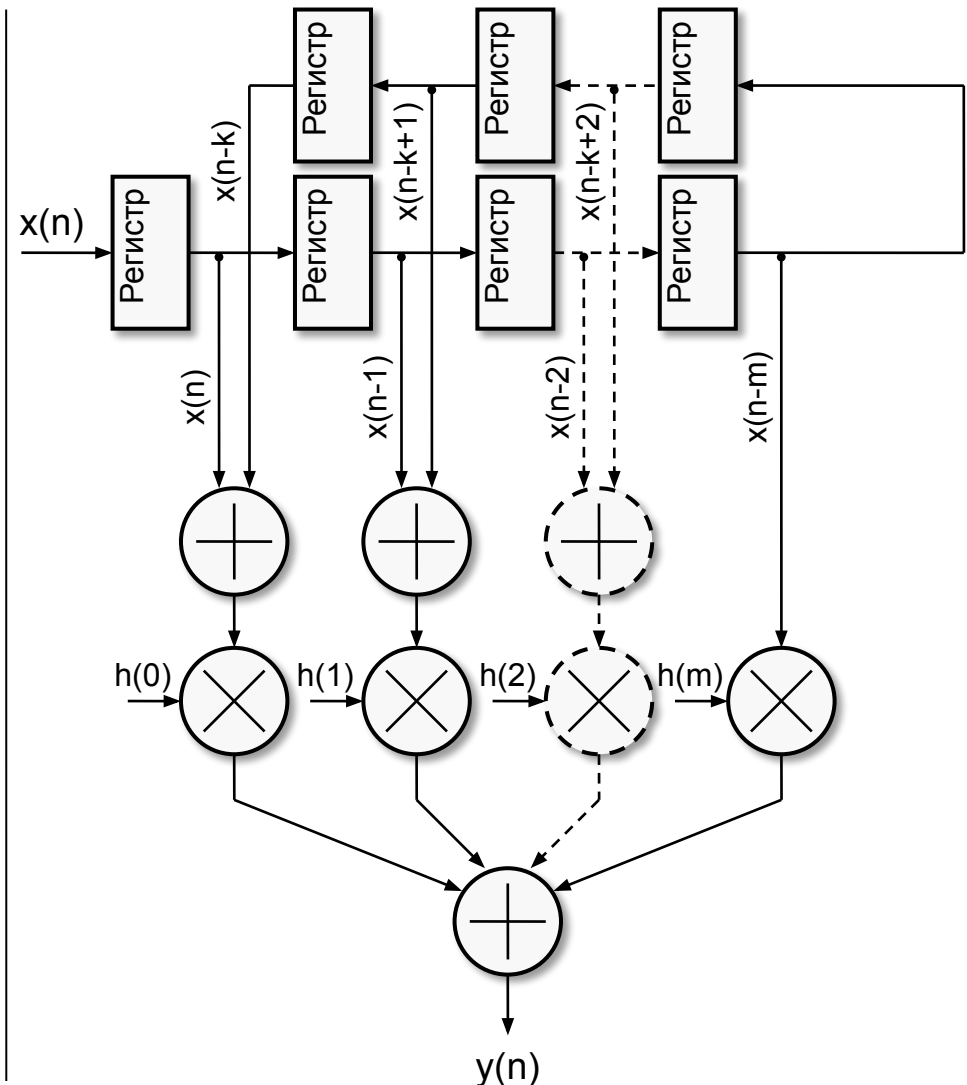 Регистр
Регистр
Регистр
x(n-k)
x(n-k+1)
x(n-k+2)
x(n)
Регистр
Регистр
Регистр
Регистр
x(n)
x(n-1)
x(n-2)
x(n-m)
h(0)
h(1)
h(2)
h(m)
y(n)